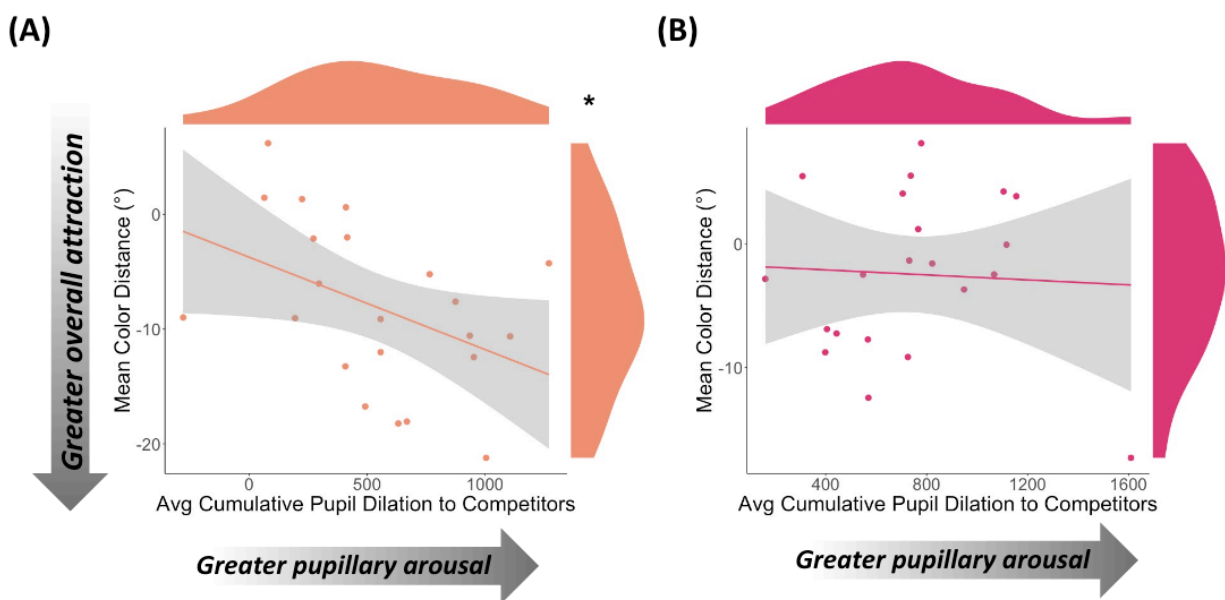 (A)
*
Greater overall attraction
Mean Color Distance (°)
0
-10
-20
0 500 1000
Avg Cumulative Pupil Dilation to Competitors
Greater pupillary arousal
(B)
Mean Color Distance (°)
0
-10
400 800 1200 1600
Avg Cumulative Pupil Dilation to Competitors
Greater pupillary arousal